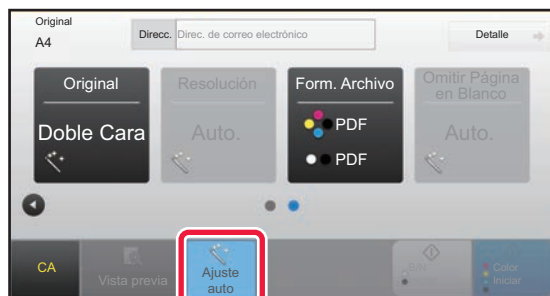 Original
A4
Direcc.
Direc. de correo electrónico
Detalle
Original
Doble Cara
Resolución
Auto.
Form. Archivo
PDF
PDF
Omitir Página
en Blanco
Auto.
CA
Vista previa
Ajuste
auto
B/N
Color
Iniciar